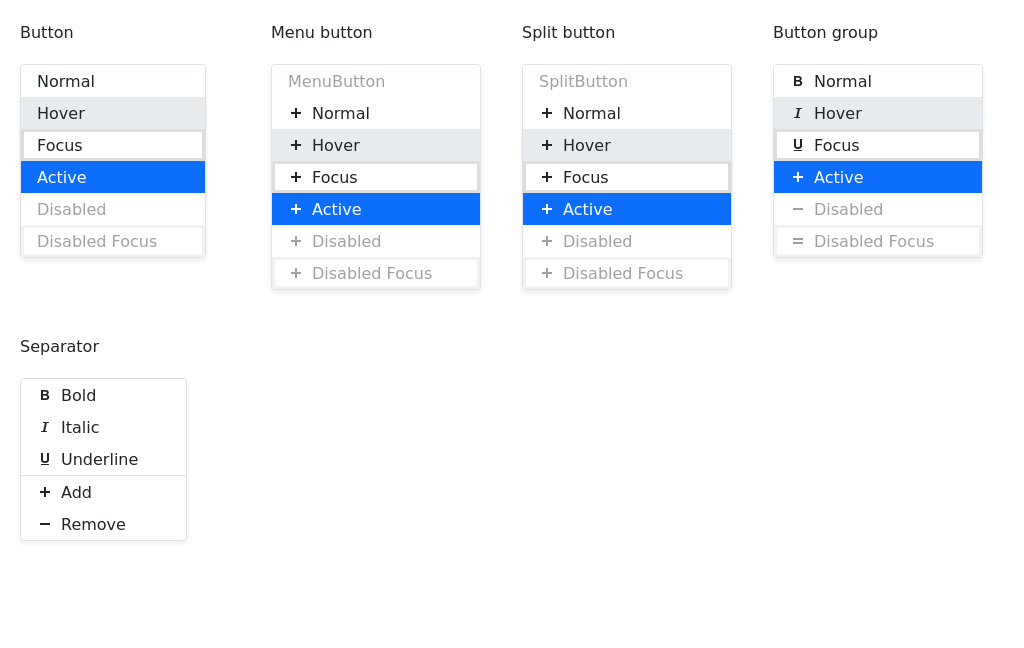 Button
Normal
Hover
Focus
Active
Disabled
Disabled Focus
Menu button
MenuButton
Normal
Hover
Focus
Active
Disabled
Disabled Focus
Split button
SplitButton
Normal
Hover
Focus
Active
Disabled
Disabled Focus
Button group
B Normal
I Hover
U Focus
Active
Disabled
Disabled Focus
Separator
B Bold
I Italic
U Underline
Add
Remove